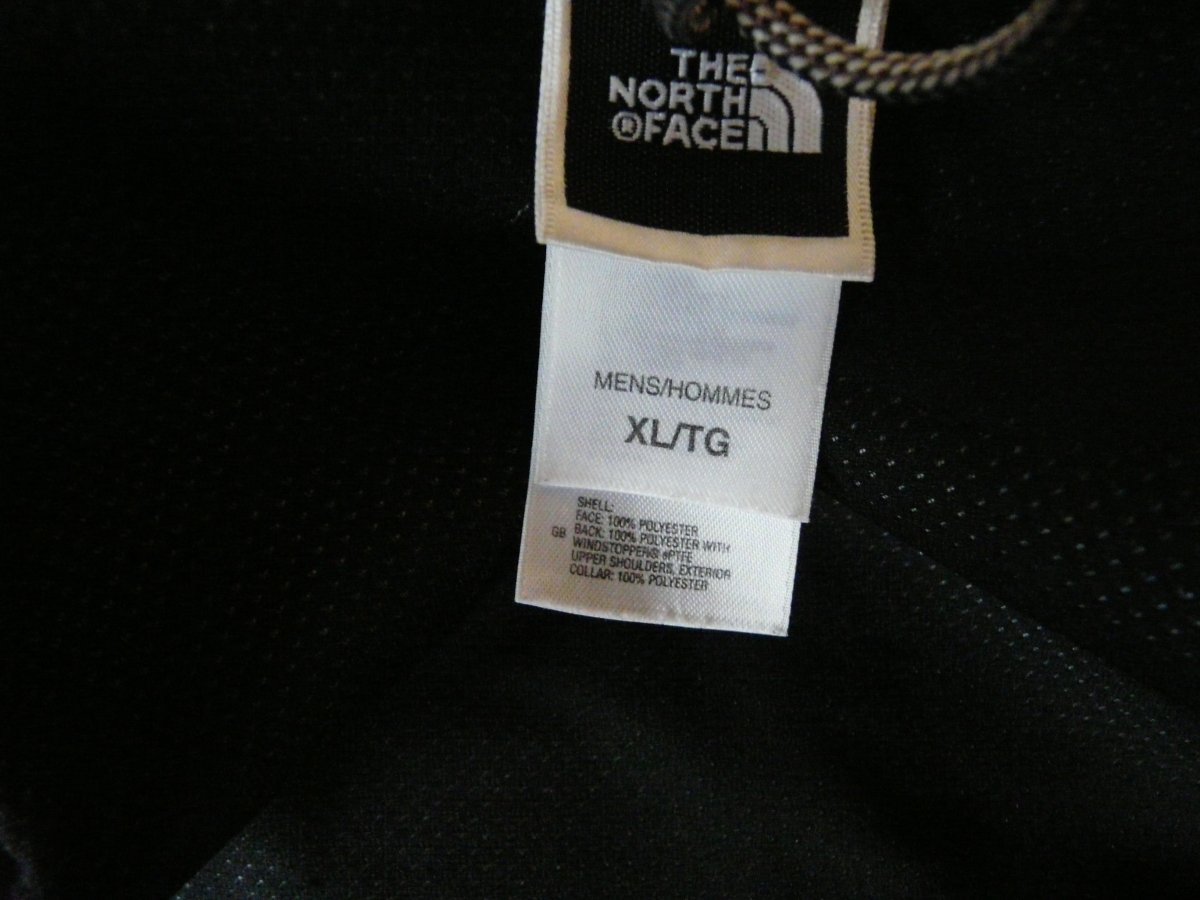 THE
NORTH
®FACE
MENS/HOMMES
XL/TG
SHELL:
FACE: 100% POLYESTER
GB BACK: 100% POLYESTER WITH
WINDSTOPPER® ePTFE
UPPER SHOULDERS, EXTERIOR
COLLAR: 100% POLYESTER